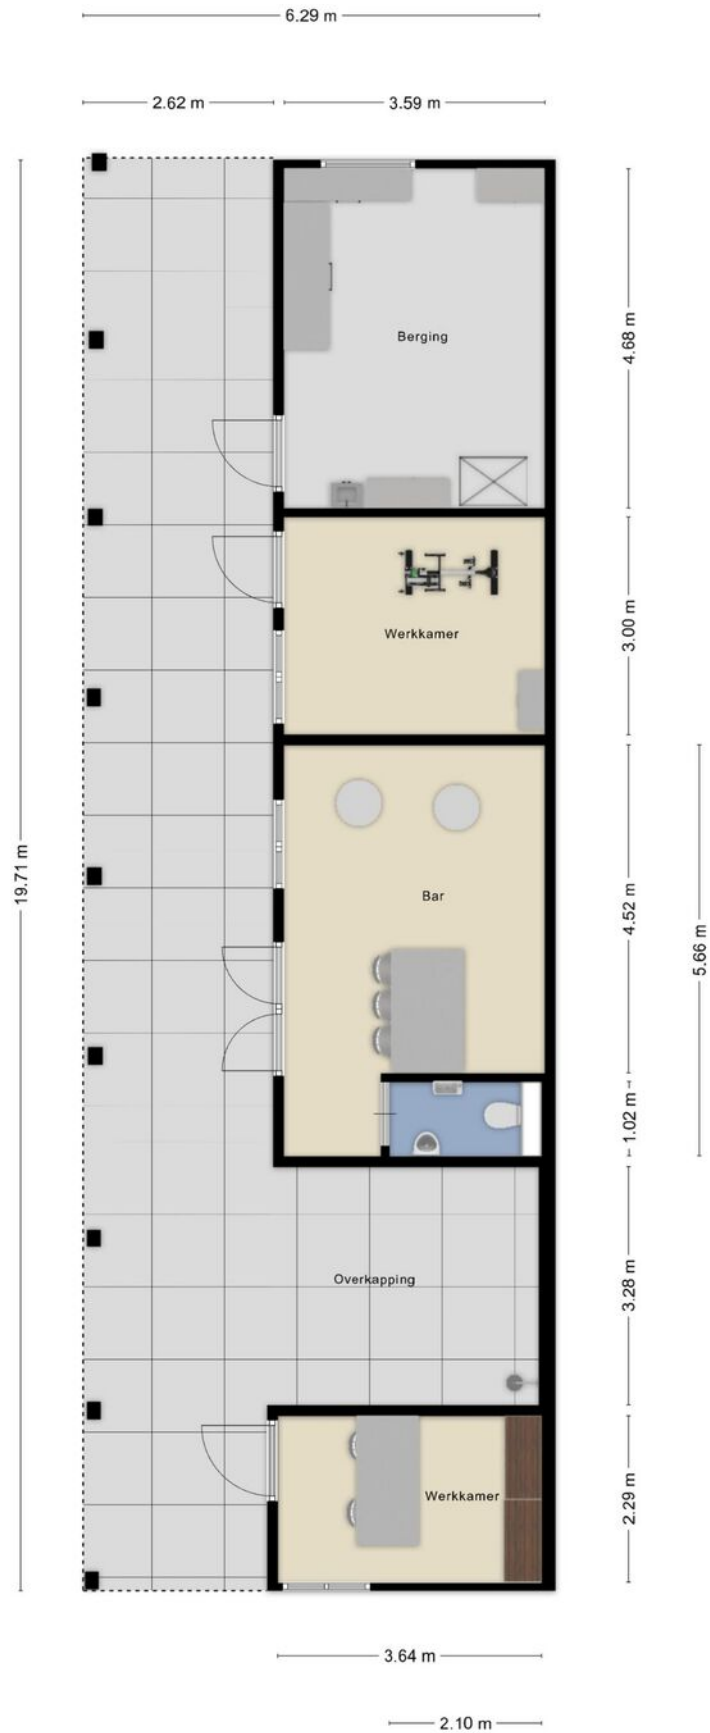 6.29 m
2.62 m
3.59 m
Berging
4.68 m
Werkkamer
3.00 m
19.71 m
Bar
4.52 m
5.66 m
1.02 m
Overkapping
3.28 m
Werkkamer
2.29 m
3.64 m
2.10 m